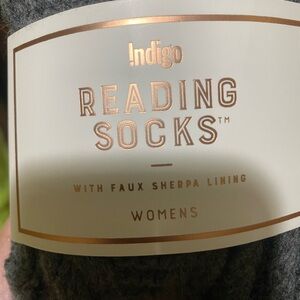 Indigo
READING
SOCKS™
WITH FAUX SHERPA LINING
WOMENS